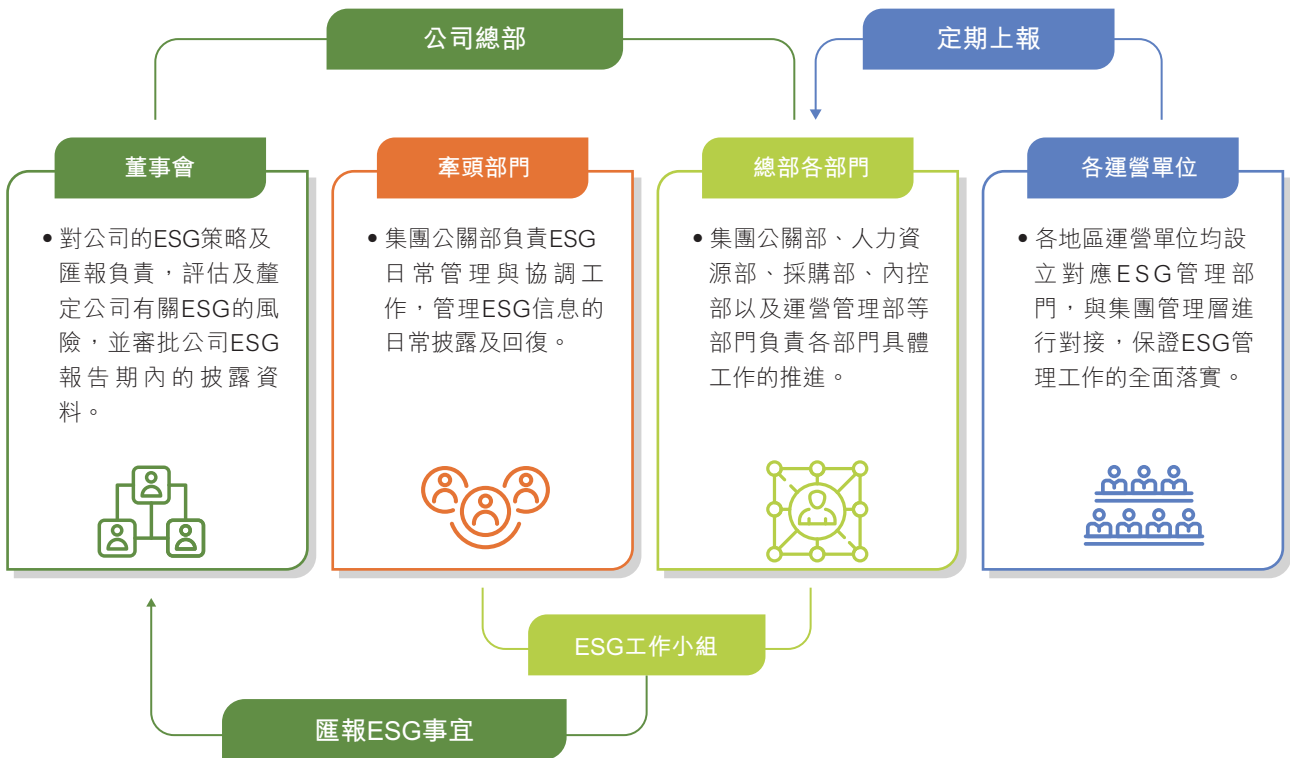 公司總部
定期上報
董事會
對公司的ESG策略及
匯報負責，評估及釐
定公司有關ESG的風
險，並審批公司ESG
報告期內的披露資
料。
牽頭部門
集團公關部負責ESG
日常管理與協調工
作，管理ESG信息的
日常披露及回復。
總部各部門
集團公關部、人力資
源部、採購部、內控
部以及運營管理部等
部門負責各部門具體
工作的推進。
各運營單位
各地區運營單位均設
立對應ESG管理部
門，與集團管理層進
行對接，保證ESG管
理工作的全面落實。
ESG工作小組
匯報ESG事宜